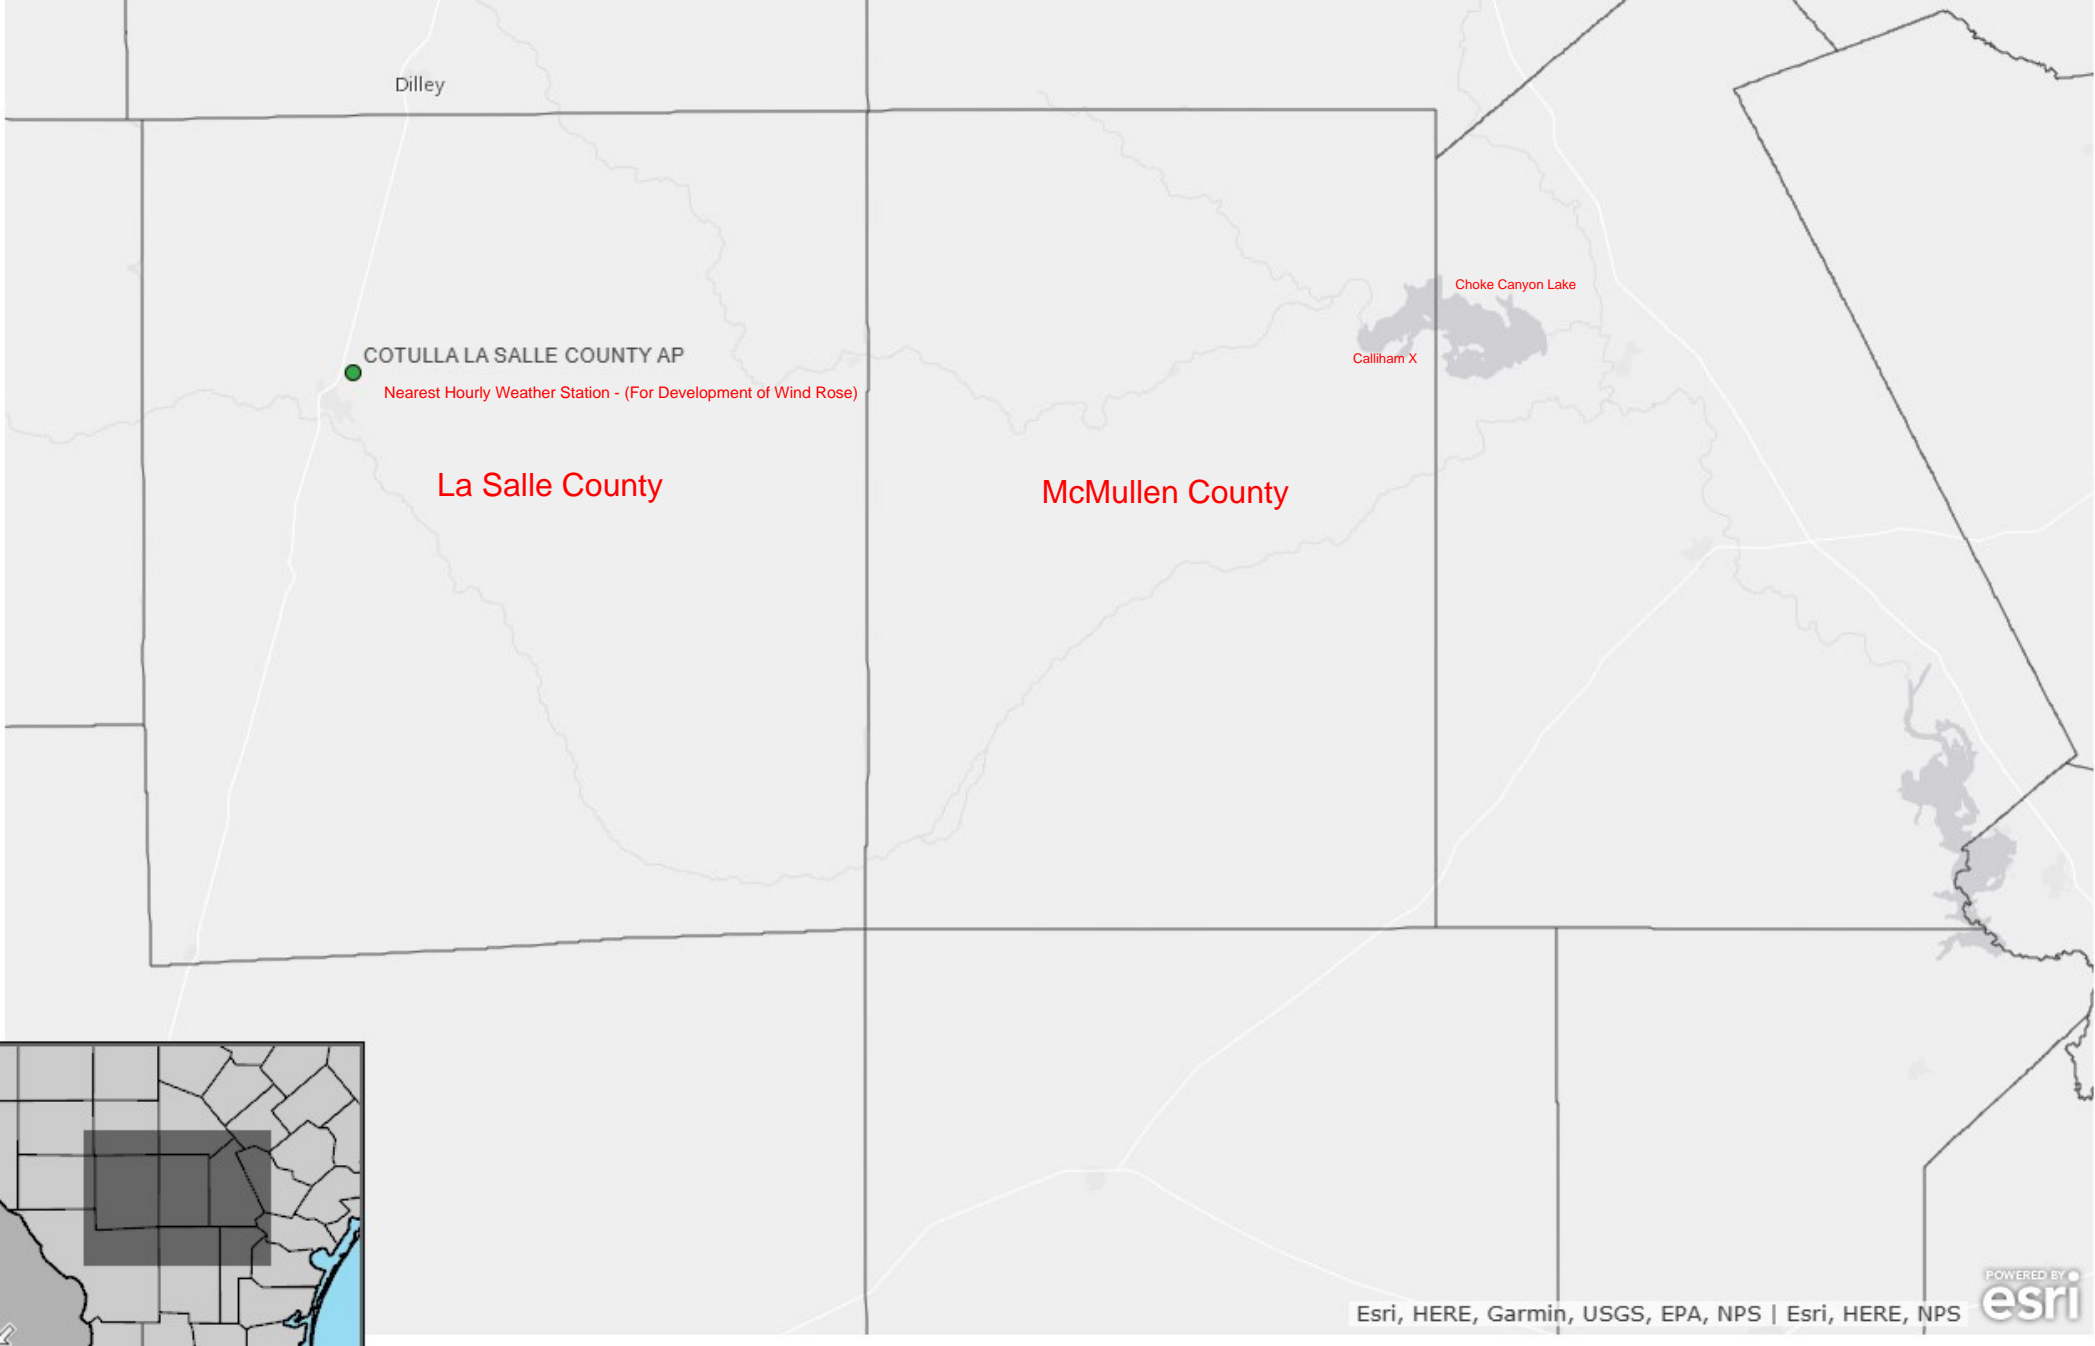 Dilley
Choke Canyon Lake
COTULLA LA SALLE COUNTY AP
Calliham X
Nearest Hourly Weather Station - (For Development of Wind Rose)
La Salle County
McMullen County
POWERED BY
esri
Esri, HERE, Garmin, USGS, EPA, NPS | Esri, HERE, NPS